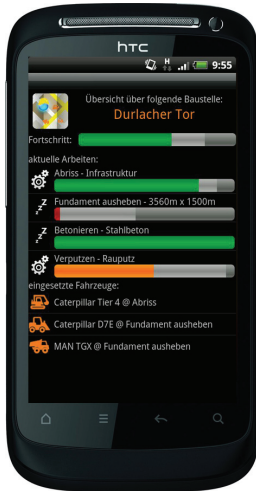 hTC
H
9:55
Übersicht über folgende Baustelle:
Durlacher Tor
Fortschritt:
aktuelle Arbeiten:
Abriss - Infrastruktur
Fundament ausheben - 3560m x 1500m
Betonieren - Stahlbeton
Verputzen - Rauputz
eingesetzte Fahrzeuge:
Caterpillar Tier 4 @ Abriss
Caterpillar D7E @ Fundament ausheben
MAN TGX @ Fundament ausheben